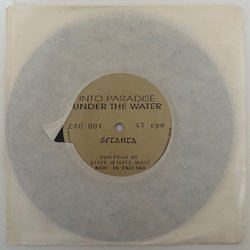 INTO PARADISE
UNDER THE WATER
CAO 001 45 rpm
SETANTA
PUBLISHED BY
DIZZY HEIGHTS MUSIC
MADE IN ENGLAND